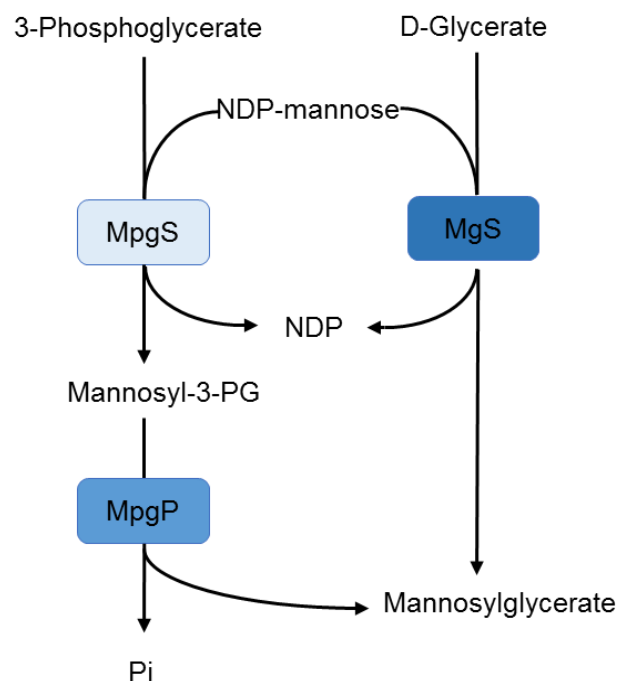 3-Phosphoglycerate
D-Glycerate
NDP-mannose
MpgS
MgS
NDP
Mannosyl-3-PG
MpgP
Mannosylglycerate
Pi